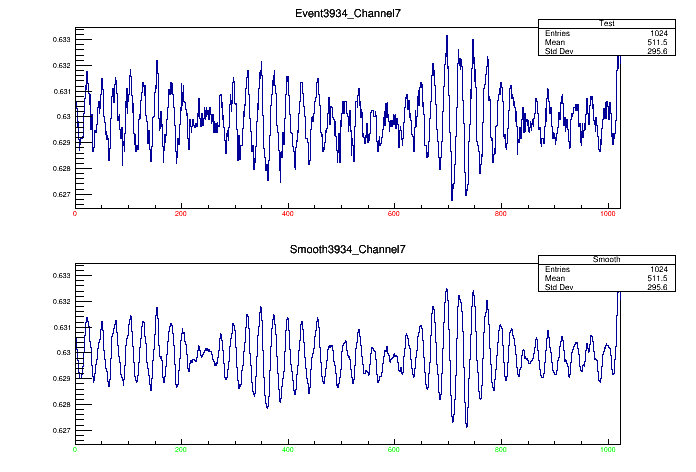 Event3934_Channel7
Test
Entries 1024
Mean 511.5
Std Dev 295.6
0.633
0.632
0.631
0.63
0.629
0.628
0.627
0 200 400 600 800 1000
Smooth3934_Channel7
Smooth
Entries 1024
Mean 511.5
Std Dev 295.6
0.633
0.632
0.631
0.63
0.629
0.628
0.627
0 200 400 600 800 1000